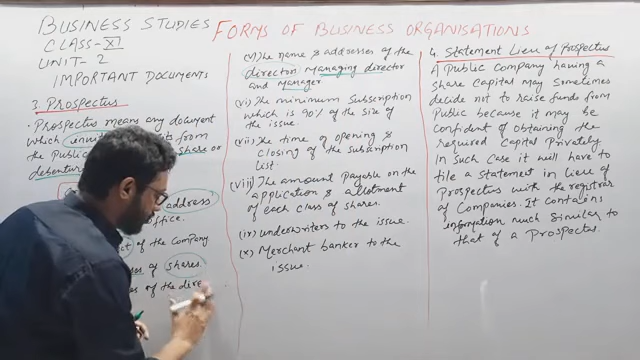 BUSINESS STUDIES
CLASS-XI
UNIT-2
IMPORTANT DOCUMENTS
FORMS OF BUSINESS ORGANISATIONS
3. PROSPECTUS
. Prospectus means any document
which from
the Public share or
debenture
address
office.
of the Company
of shares.
of the dire
(v) The name & addresses of the
director managing director
and manager
(vi) The minimum Subscription
which is 90% of the size of
the issue.
(vii) The time of opening &
closing of the subscription
list.
(viii) The amount Payable on the
application & allotment
of each class of shares.
(ix) underwriters to the issue.
(x) Merchant banker to the
issue.
4. Statement Lieu of Prospectus
A Public Company having a
Share Capital may Sometimes
decide not to raise funds from
Public because it may be
Confident of obtaining the
required Capital Privately
In Such Case it will have to
file a Statement in Lieu of
Prospectus with the registrar
of Companies. It Contains
information much Similar to
that of a Prospectus.